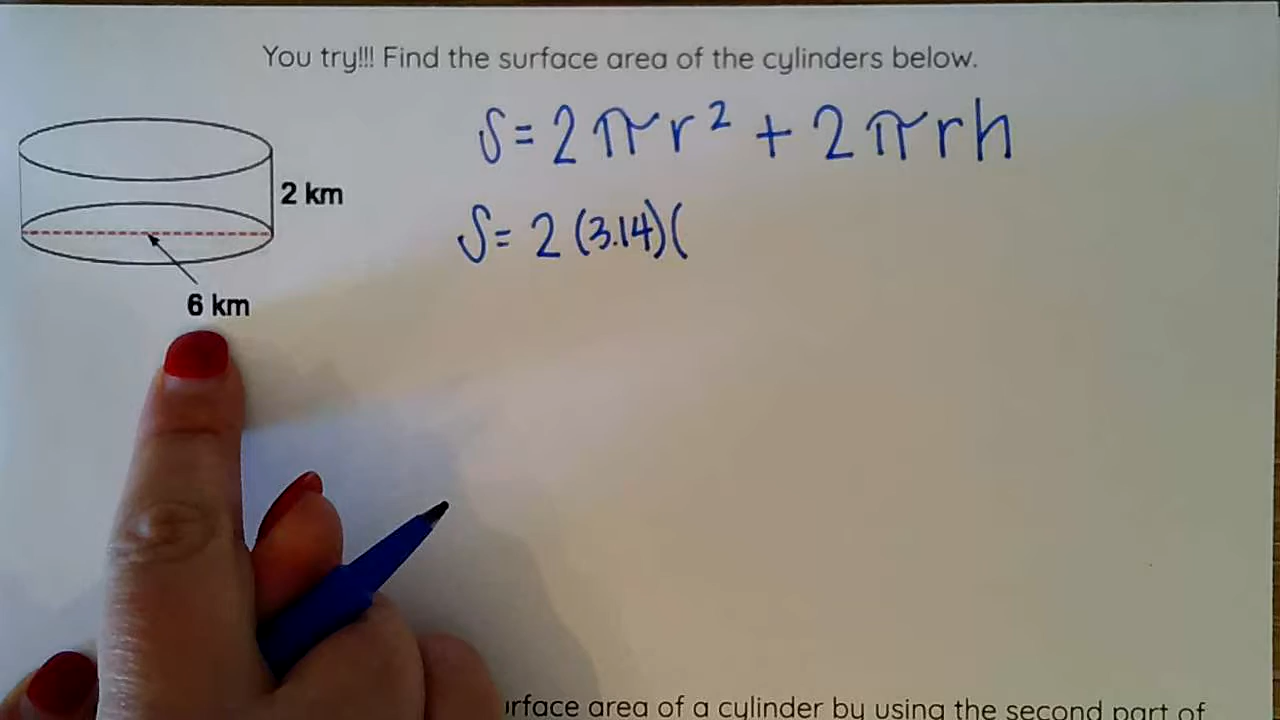 You try!!! Find the surface area of the cylinders below.
S = 2πr² + 2πrh
2 km
S = 2 (3.14)(
6 km
surface area of a cylinder by using the second part of